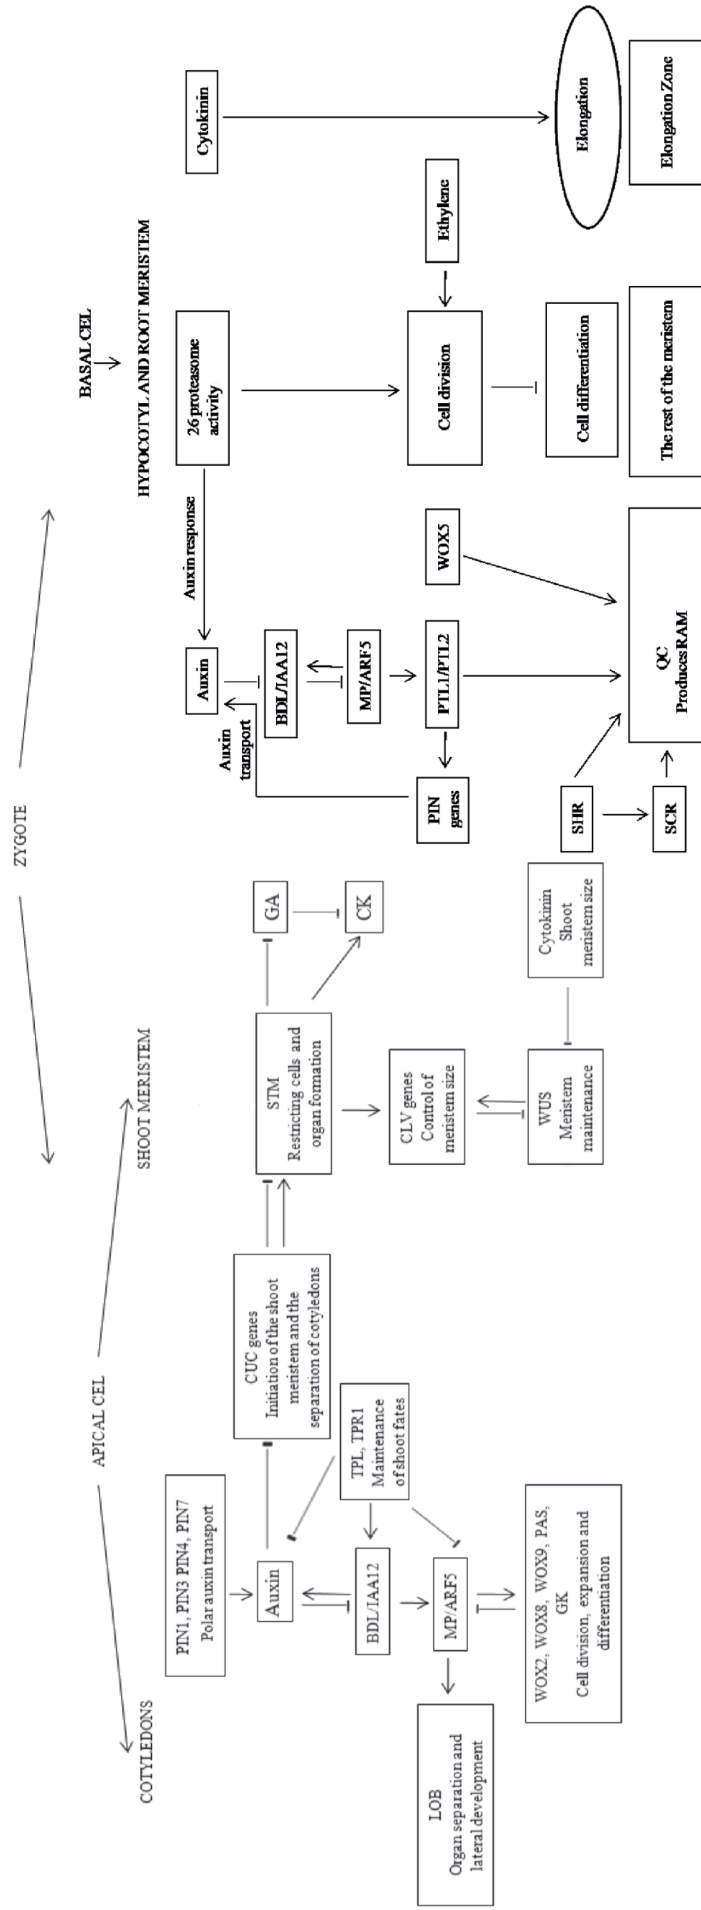 ZYGOTE
APICAL CEL
BASAL CEL
COTYLEDONS
SHOOT MERISTEM
HYPOCOTYL AND ROOT MERISTEM
PIN1, PIN3 PIN4, PIN7
Polar auxin transport
Auxin
BDL/IAA12
MP/ARF5
LOB
Organ separation and
lateral development
WOX2, WOX8, WOX9, PAS,
GK
Cell division, expansion and
differentiation
TPL, TPR1
Maintenance
of shoot fates
CUC genes
Initiation of the shoot
meristem and the
separation of cotyledons
STM
Restricting cells and
organ formation
GA
CK
CLV genes
Control of
meristem size
WUS
Meristem
maintenance
Cytokinin
Shoot
meristem size
26 proteasome
activity
Auxin response
Auxin
Auxin
transport
BDL/IAA12
MP/ARF5
PTL1/PTL2
PIN
genes
WOX5
SHR
SCR
QC
Produces RAM
Cell division
Ethylene
Cell differentiation
The rest of the meristem
Cytokinin
Elongation
Elongation Zone